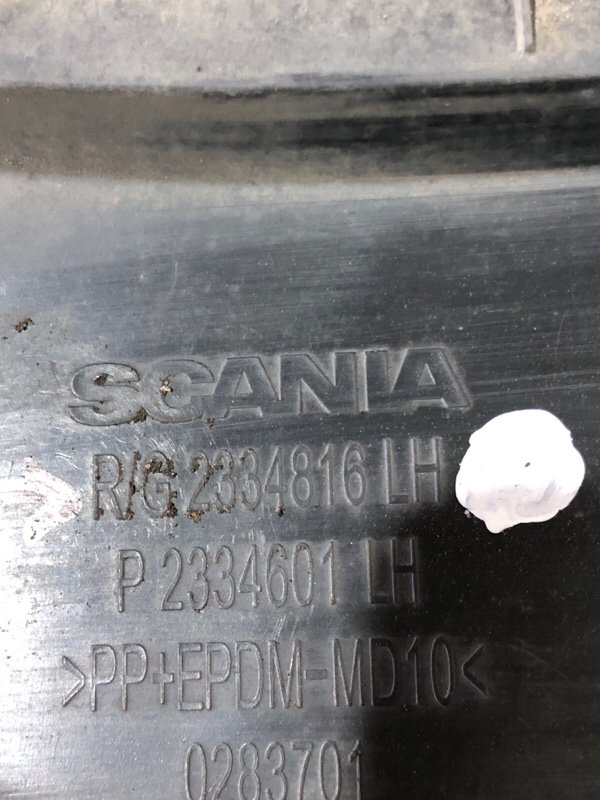 SCANIA
R/G 2334816 LH
P 2334601 LH
>PP+EPDM-MD10<
0283701